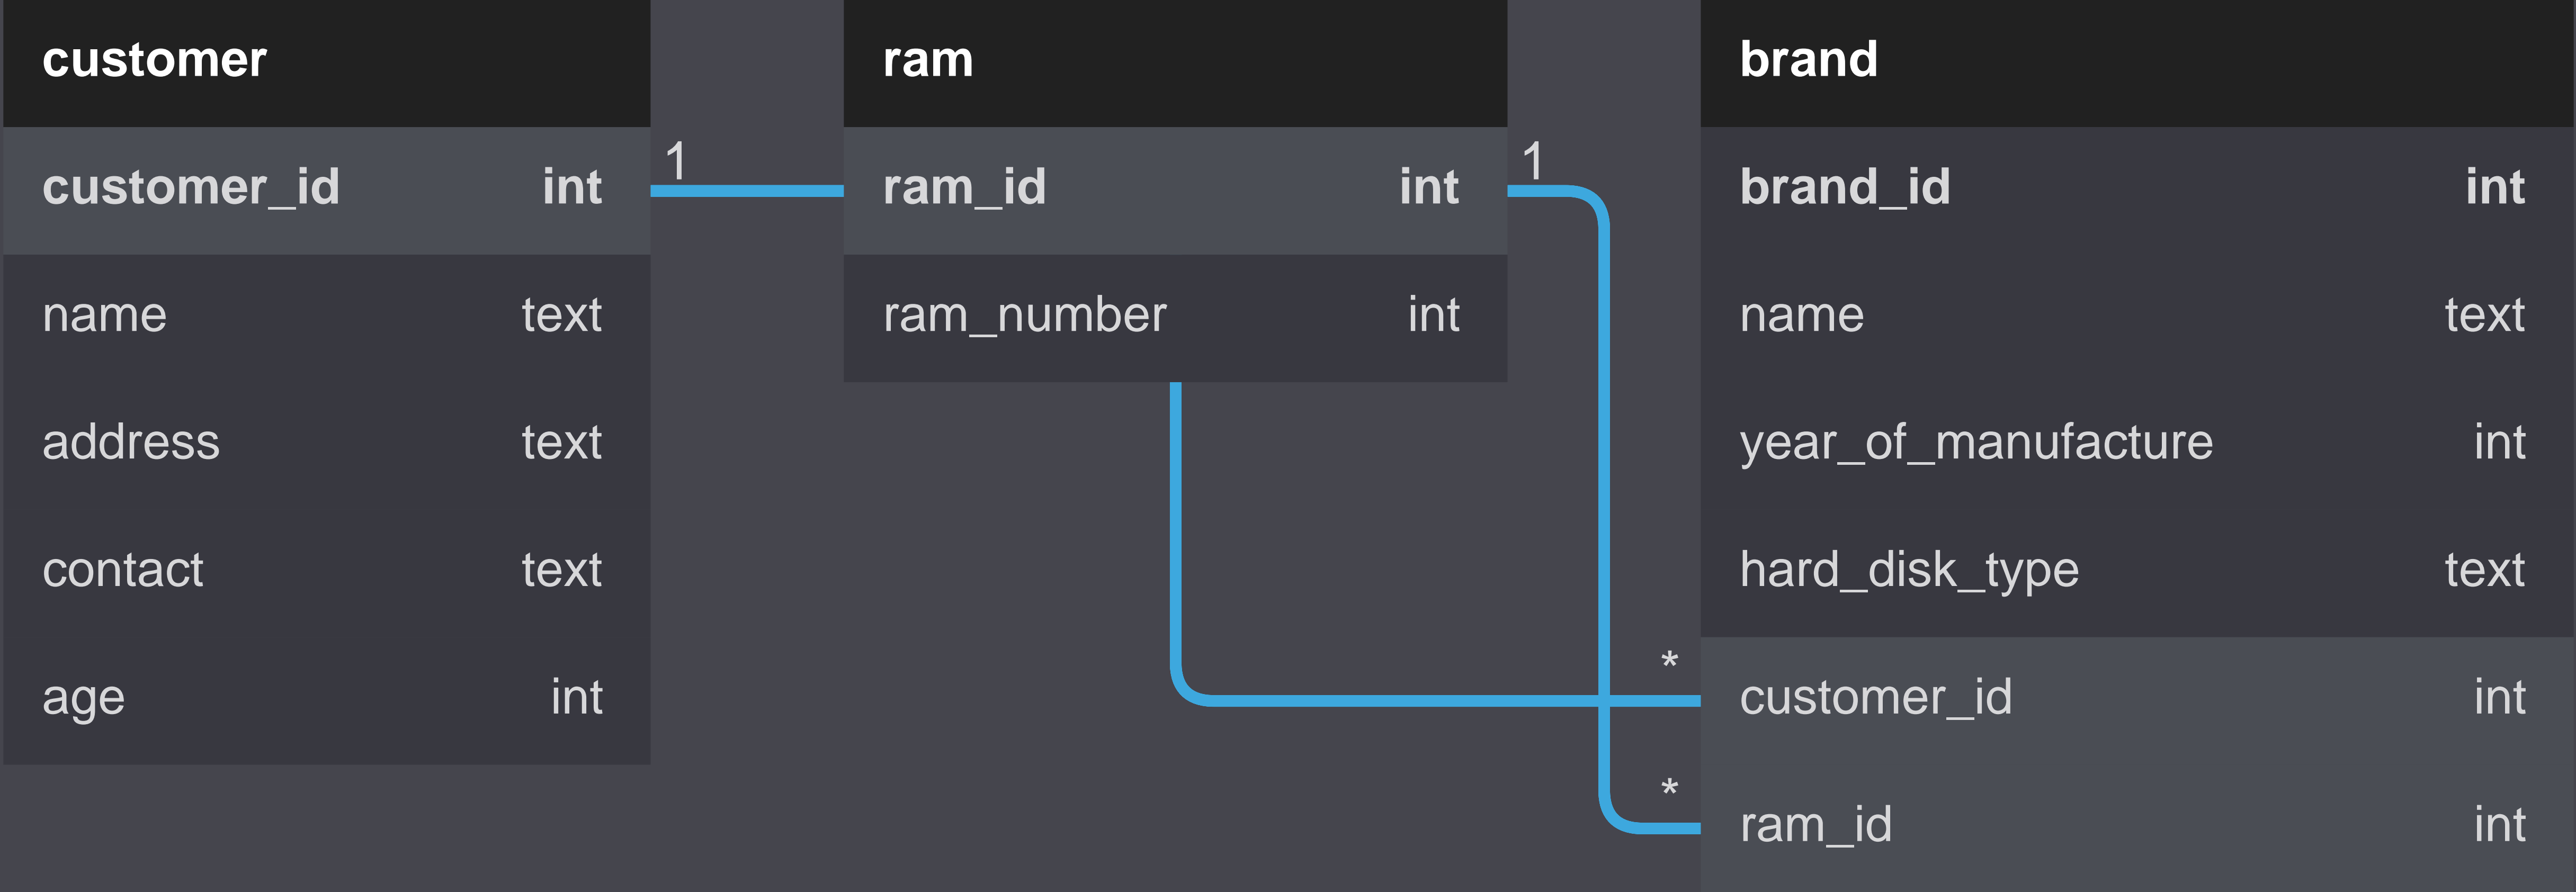 customer
customer_id int
name text
address text
contact text
age int
1
ram
ram_id int
ram_number int
1
brand
brand_id int
name text
year_of_manufacture int
hard_disk_type text
*
customer_id int
*
ram_id int